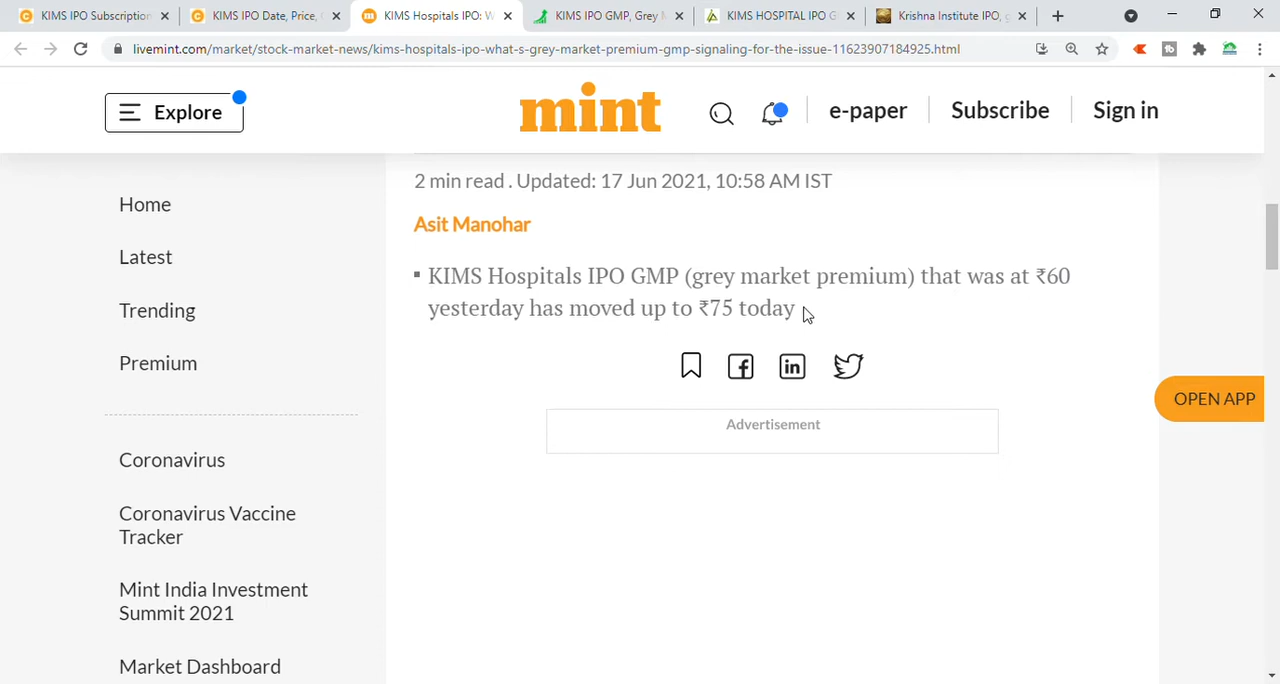 KIMS IPO Subscription
KIMS IPO Date, Price,
KIMS Hospitals IPO: W
KIMS IPO GMP, Grey M
KIMS HOSPITAL IPO G
Krishna Institute IPO, g
livemint.com/market/stock-market-news/kims-hospitals-ipo-what-s-grey-market-premium-gmp-signaling-for-the-issue-11623907184925.html
Explore
mint
e-paper
Subscribe
Sign in
2 min read . Updated: 17 Jun 2021, 10:58 AM IST
Asit Manohar
▪ KIMS Hospitals IPO GMP (grey market premium) that was at ₹60
yesterday has moved up to ₹75 today
Home
Latest
Trending
Premium
Coronavirus
Coronavirus Vaccine
Tracker
Mint India Investment
Summit 2021
Market Dashboard
Advertisement
OPEN APP